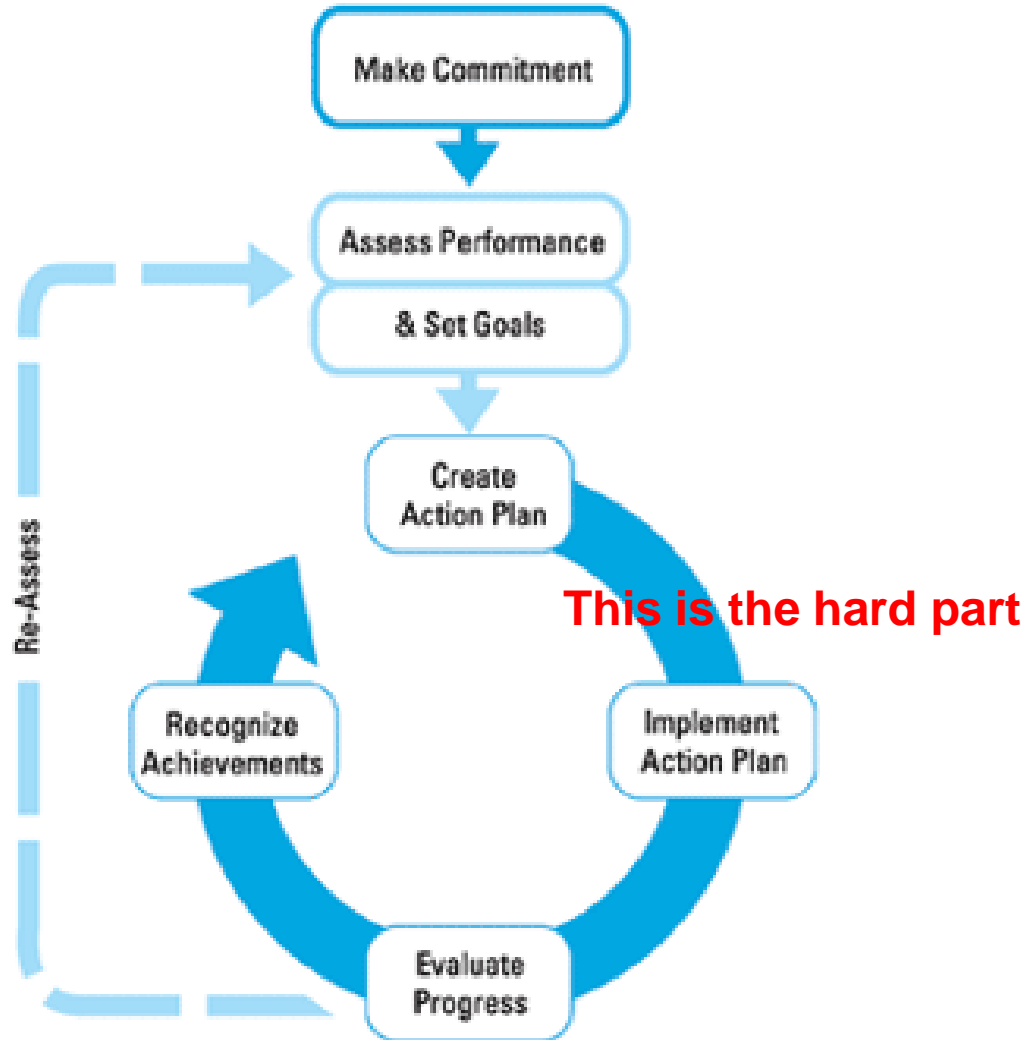 Make Commitment
Assess Performance
& Set Goals
Create
Action Plan
This is the hard part
Re-Assess
Recognize
Achievements
Implement
Action Plan
Evaluate
Progress